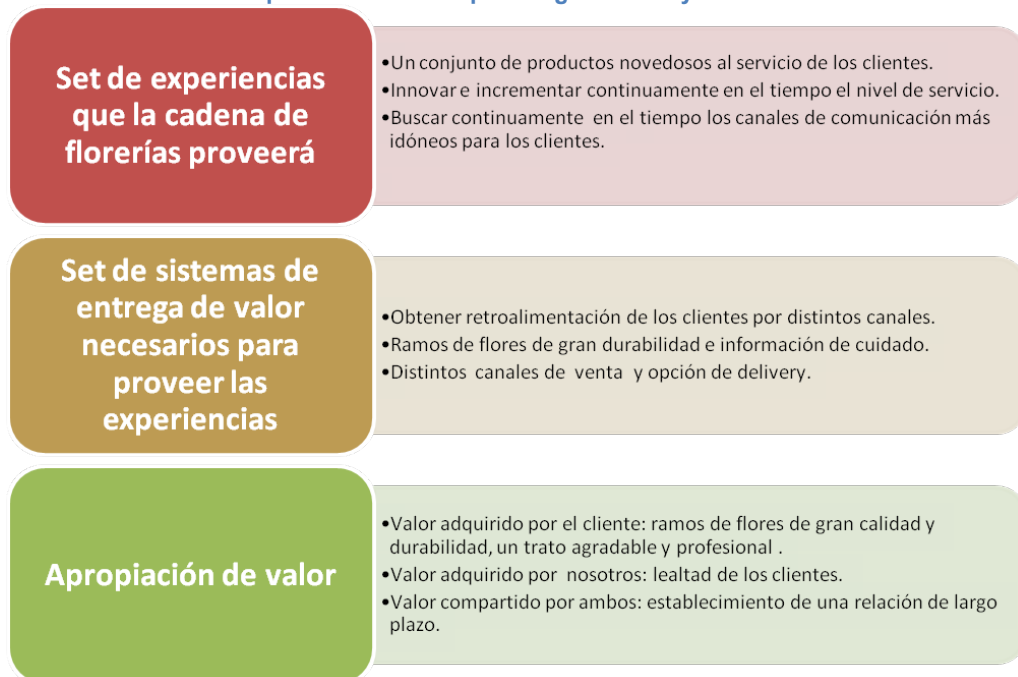 Set de experiencias
que la cadena de
florerías proveerá
•Un conjunto de productos novedosos al servicio de los clientes.
•Innovar e incrementar continuamente en el tiempo el nivel de servicio.
•Buscar continuamente en el tiempo los canales de comunicación más
idóneos para los clientes.
Set de sistemas de
entrega de valor
necesarios para
proveer las
experiencias
•Obtener retroalimentación de los clientes por distintos canales.
•Ramos de flores de gran durabilidad e información de cuidado.
•Distintos canales de venta y opción de delivery.
Apropiación de valor
•Valor adquirido por el cliente: ramos de flores de gran calidad y
durabilidad, un trato agradable y profesional .
•Valor adquirido por nosotros: lealtad de los clientes.
•Valor compartido por ambos: establecimiento de una relación de largo
plazo.